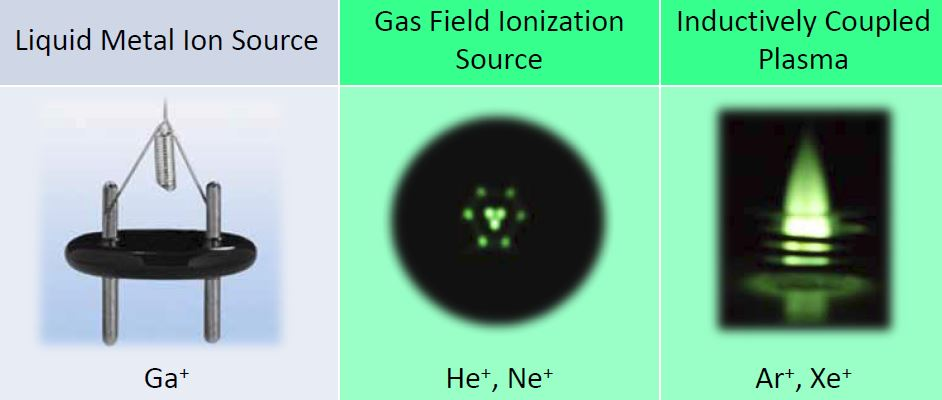 Liquid Metal Ion Source
Gas Field Ionization
Source
Inductively Coupled
Plasma
Ga⁺
He⁺, Ne⁺
Ar⁺, Xe⁺